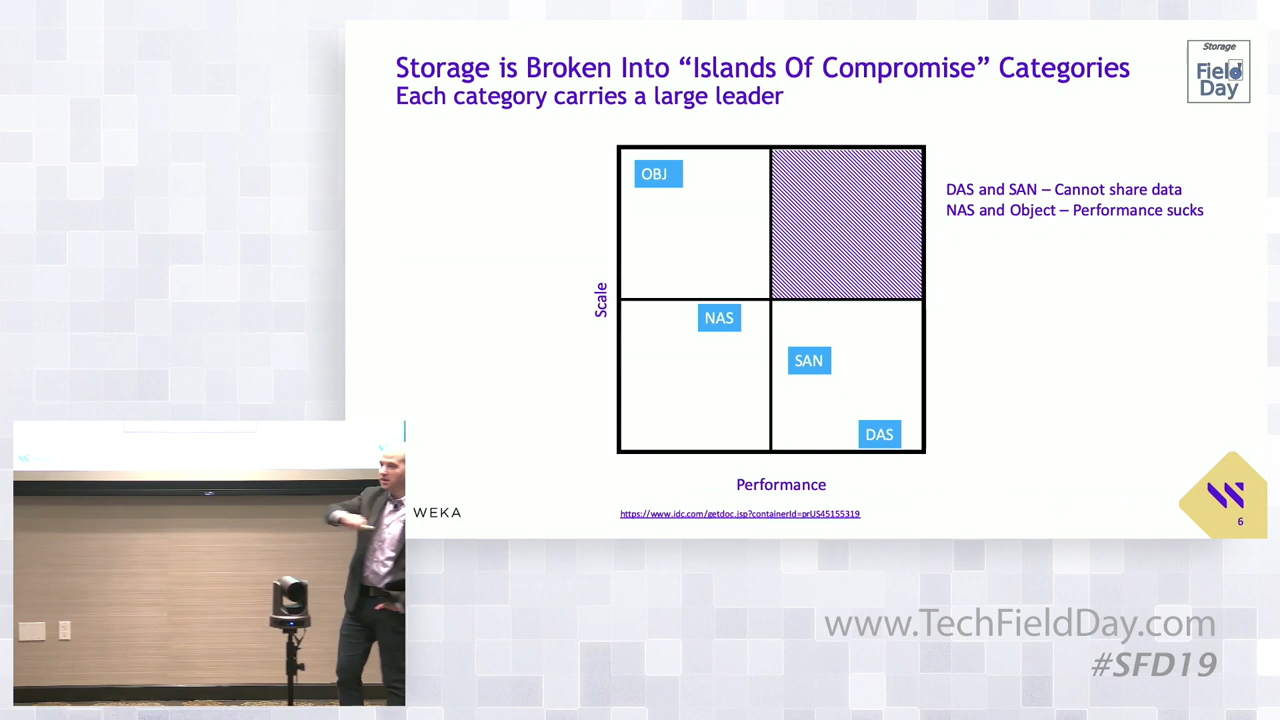 Storage is Broken Into “Islands Of Compromise” Categories
Each category carries a large leader
Storage
Field
Day
OBJ
NAS
SAN
DAS
Scale
Performance
DAS and SAN – Cannot share data
NAS and Object – Performance sucks
https://www.idc.com/getdoc.jsp?containerId=prUS45155319
WEKA
6
www.TechFieldDay.com
#SFD19